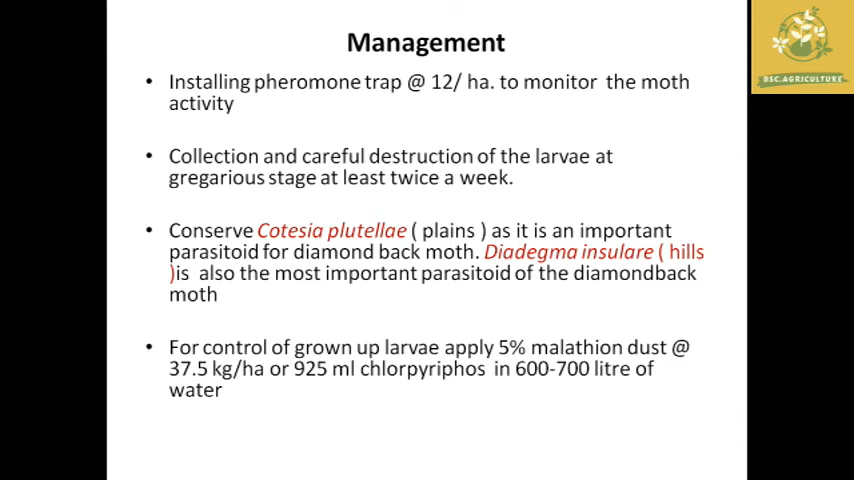 Management
• Installing pheromone trap @ 12/ ha. to monitor the moth
activity
• Collection and careful destruction of the larvae at
gregarious stage at least twice a week.
• Conserve Cotesia plutellae ( plains ) as it is an important
parasitoid for diamond back moth. Diadegma insulare ( hills
)is also the most important parasitoid of the diamondback
moth
• For control of grown up larvae apply 5% malathion dust @
37.5 kg/ha or 925 ml chlorpyriphos in 600-700 litre of
water
BSC.AGRICULTURE